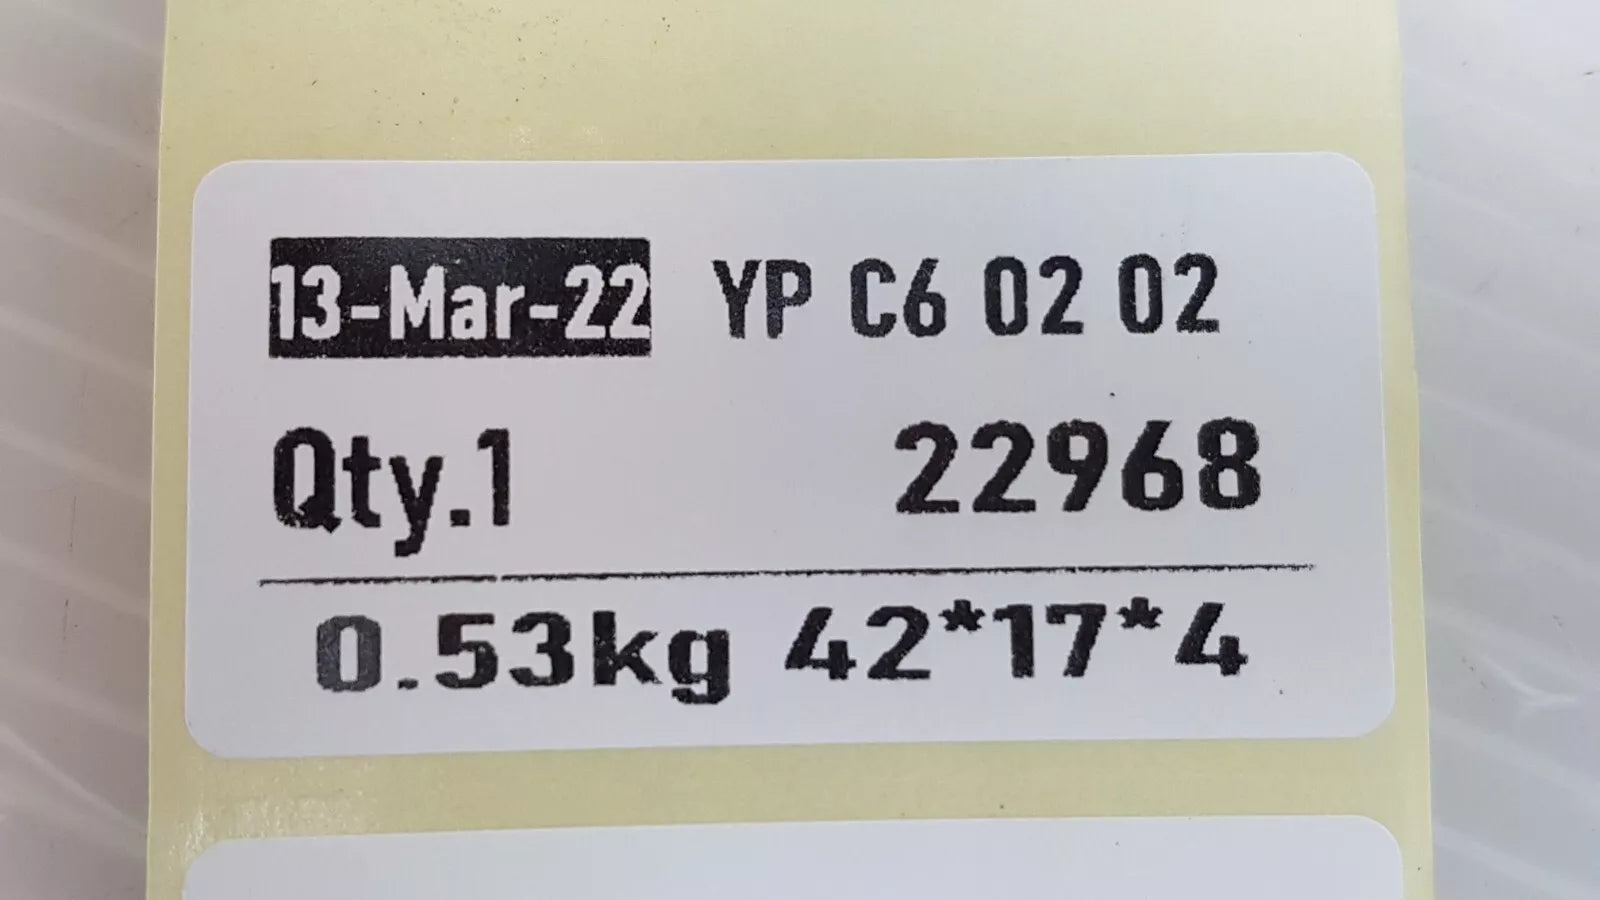 13-Mar-22 YP C6 02 02
Qty.1 22968
0.53kg 42*17*4